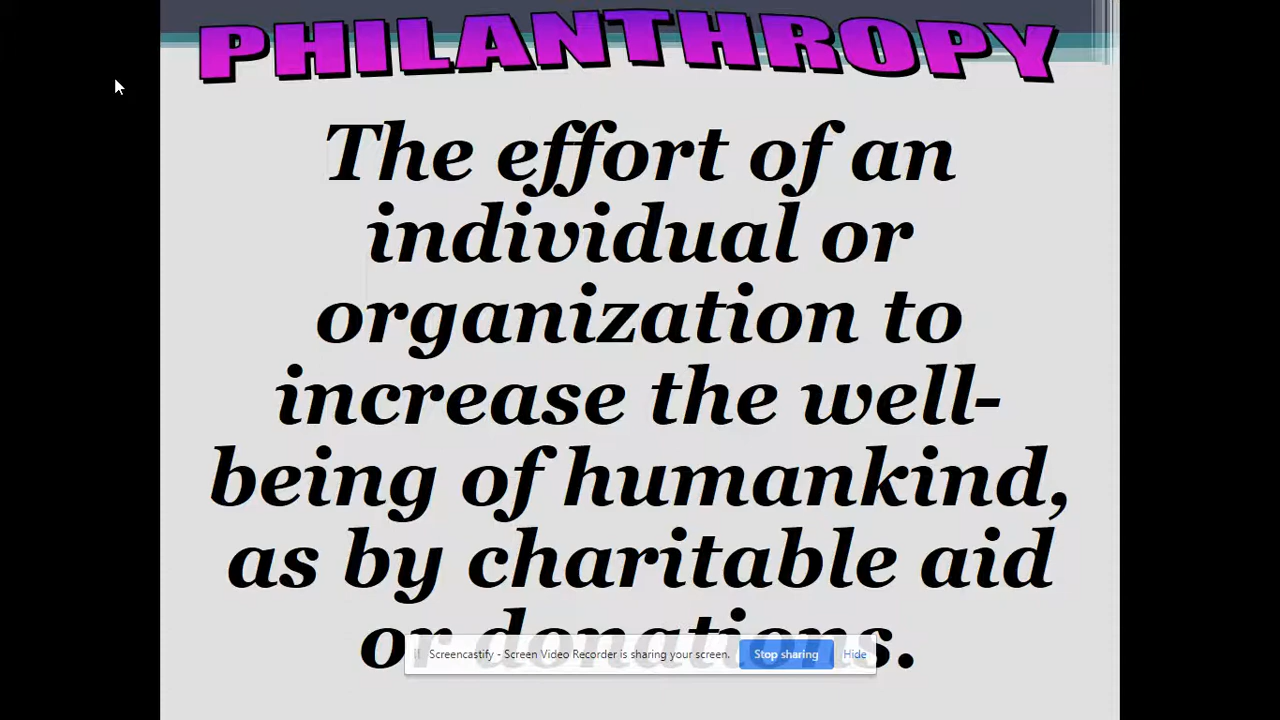 PHILANTHROPY
The effort of an
individual or
organization to
increase the well-
being of humankind,
as by charitable aid
or donations.
Screencastify - Screen Video Recorder is sharing your screen. Stop sharing Hide